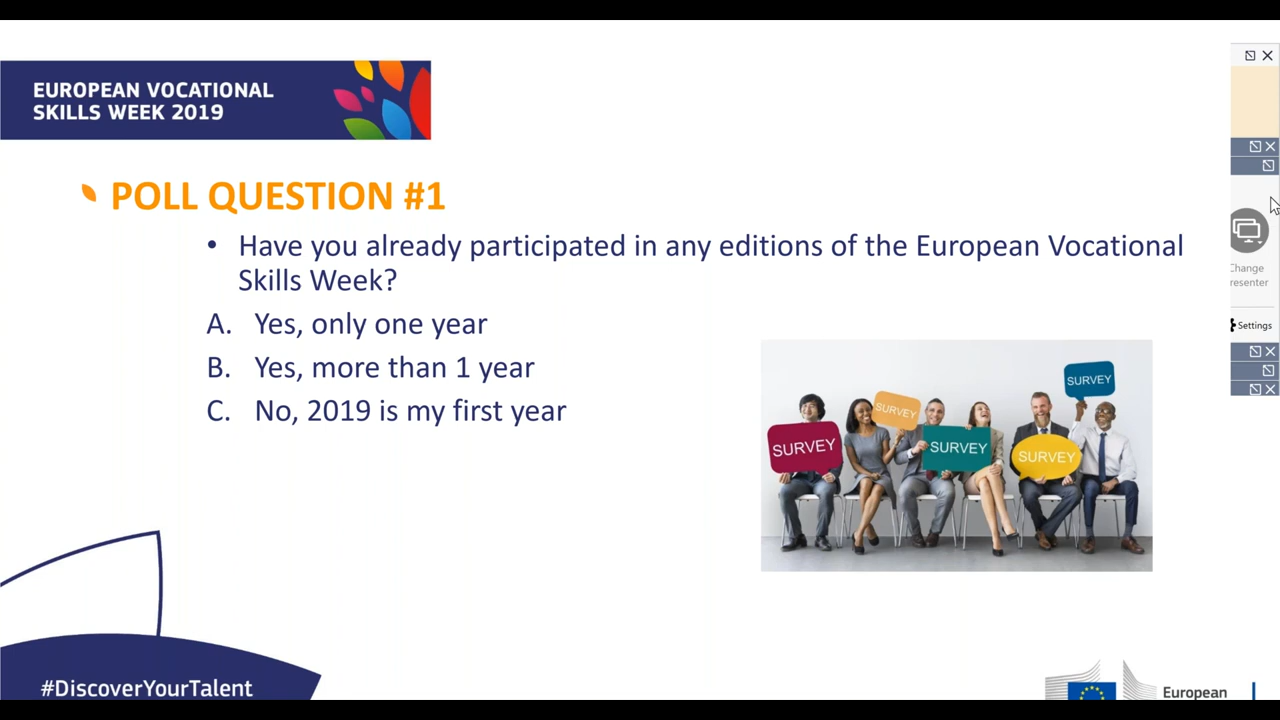 EUROPEAN VOCATIONAL
SKILLS WEEK 2019
POLL QUESTION #1
• Have you already participated in any editions of the European Vocational
Skills Week?
A. Yes, only one year
B. Yes, more than 1 year
C. No, 2019 is my first year
SURVEY
SURVEY
SURVEY
SURVEY
SURVEY
Change
resenter
Settings
#DiscoverYourTalent
European